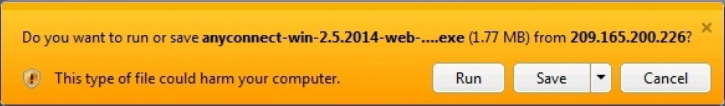 Do you want to run or save anyconnect-win-2.5.2014-web-....exe (1.77 MB) from 209.165.200.226?
This type of file could harm your computer.
Run
Save
Cancel